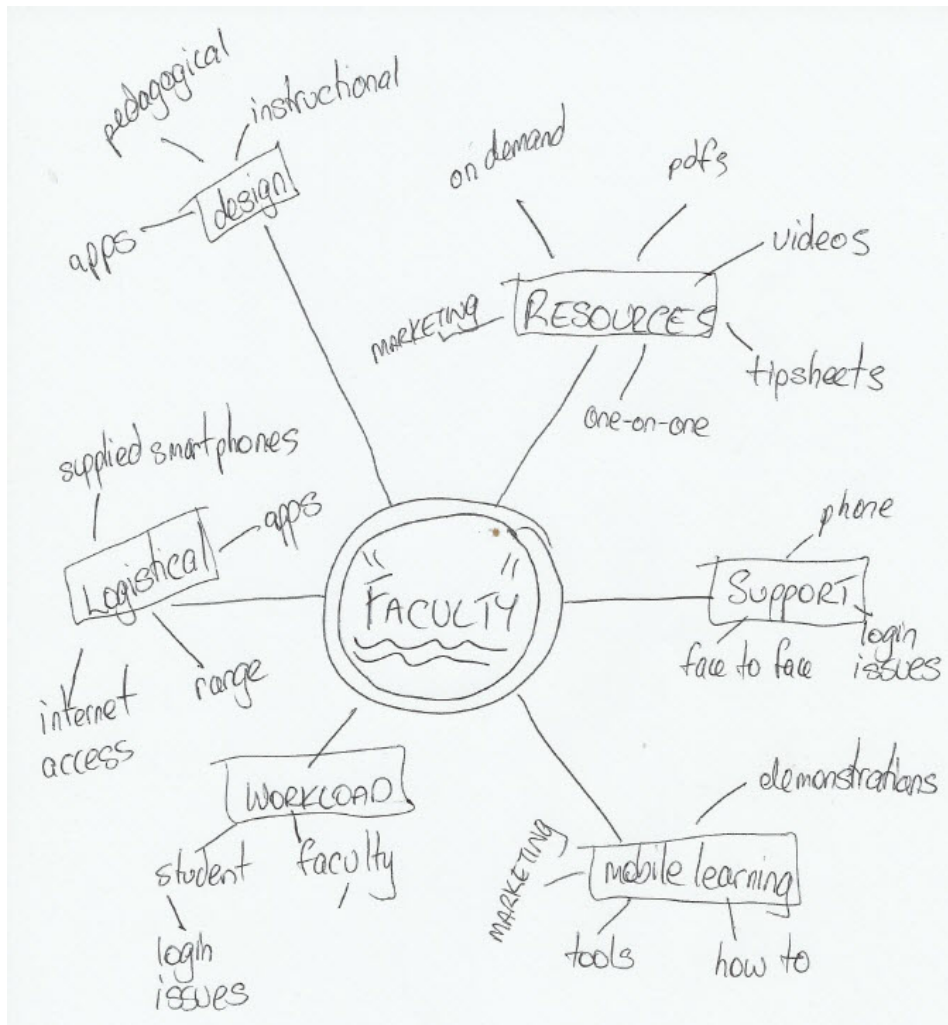 pedagogical
instructional
design
apps
on demand
pdfs
videos
RESOURCES
MARKETING
tipsheets
one-on-one
supplied smartphones
apps
Logistical
range
internet
access
"FACULTY"
phone
SUPPORT
face to face
login
issues
WORKLOAD
student
faculty
login
issues
demonstrations
MARKETING
mobile learning
tools
how to